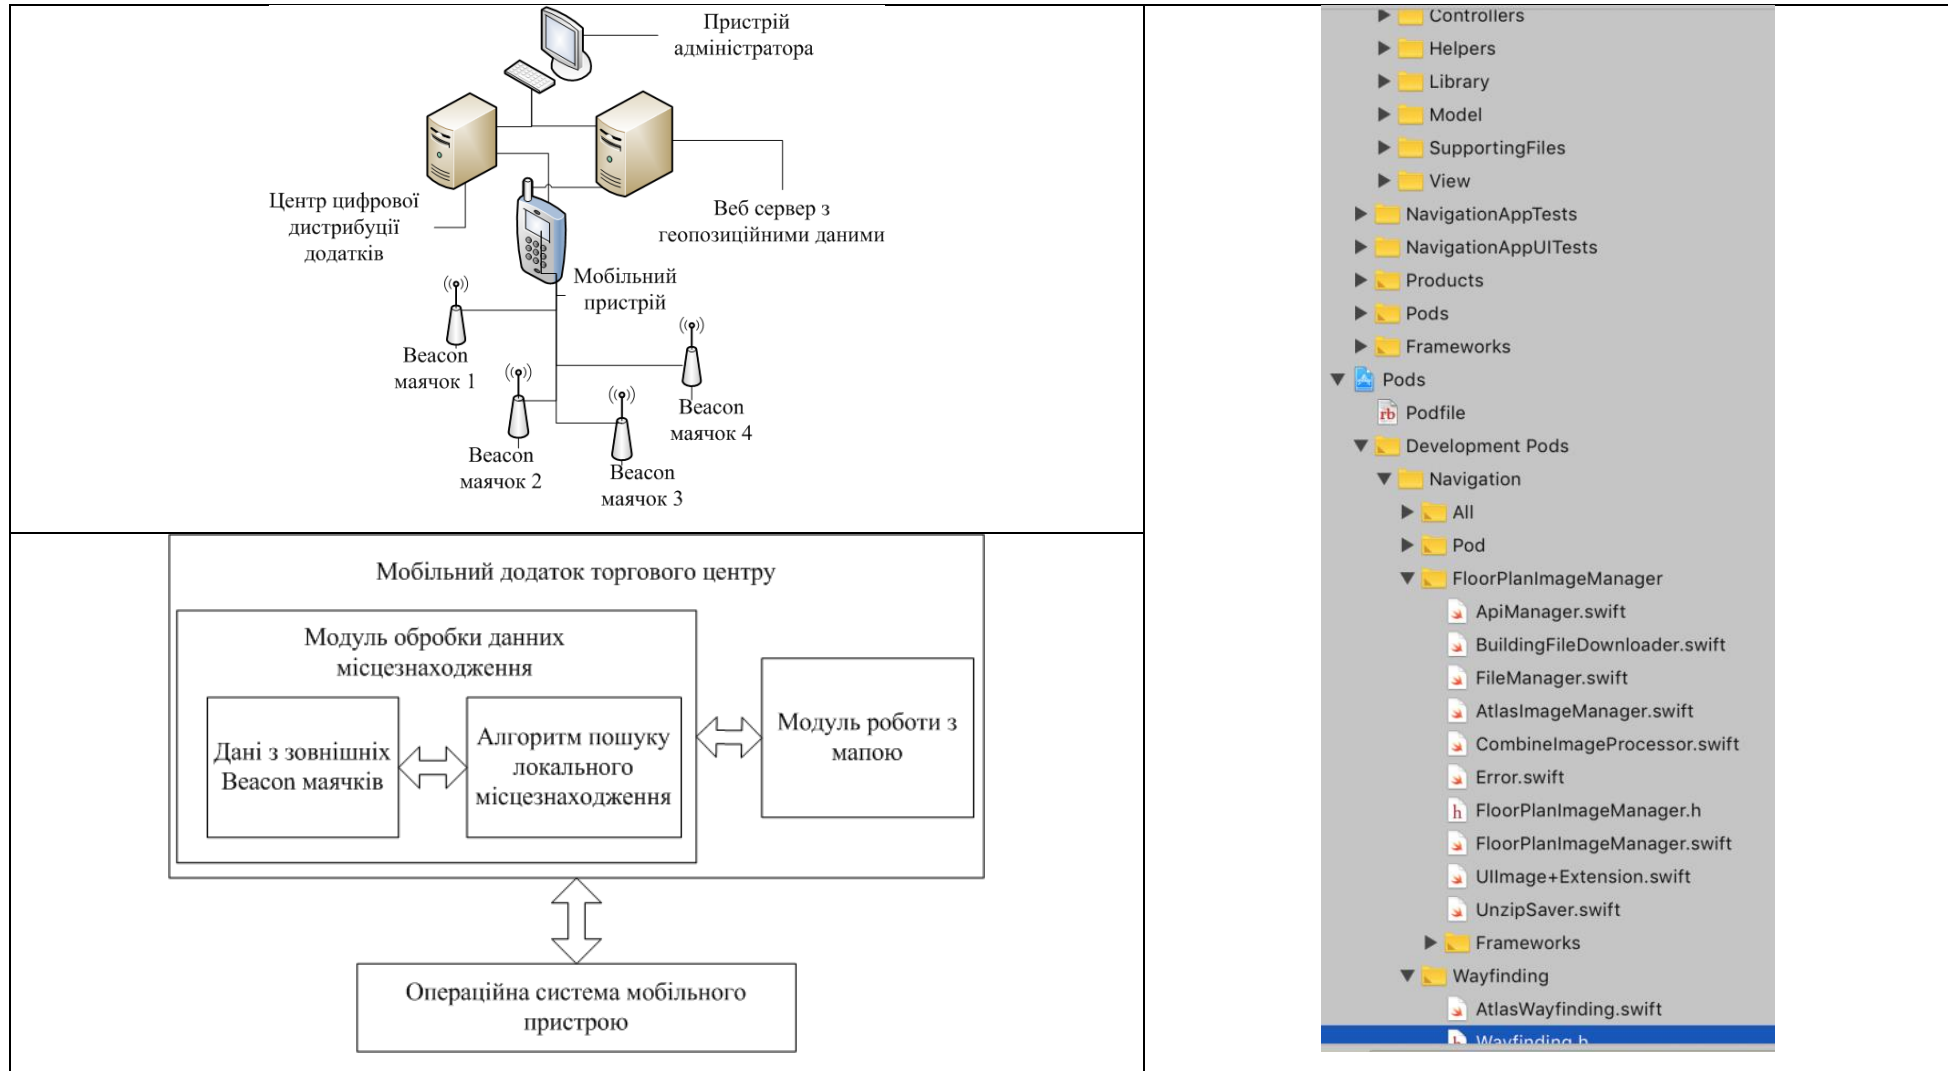 Пристрій
адміністратора
Центр цифрової
дистрибуції
додатків
Веб сервер з
геопозиційними даними
Мобільний
пристрій
Beacon
маячок 1
Beacon
маячок 2
Beacon
маячок 3
Beacon
маячок 4
Мобільний додаток торгового центру
Модуль обробки данних
місцезнаходження
Дані з зовнішніх
Beacon маячків
Алгоритм пошуку
локального
місцезнаходження
Модуль роботи з
мапою
Операційна система мобільного
пристрою
Controllers
Helpers
Library
Model
SupportingFiles
View
NavigationAppTests
NavigationAppUITests
Products
Pods
Frameworks
Pods
rb Podfile
Development Pods
Navigation
All
Pod
FloorPlanImageManager
ApiManager.swift
BuildingFileDownloader.swift
FileManager.swift
AtlasImageManager.swift
CombineImageProcessor.swift
Error.swift
h FloorPlanImageManager.h
FloorPlanImageManager.swift
UIImage+Extension.swift
UnzipSaver.swift
Frameworks
Wayfinding
AtlasWayfinding.swift
h Wayfinding.h